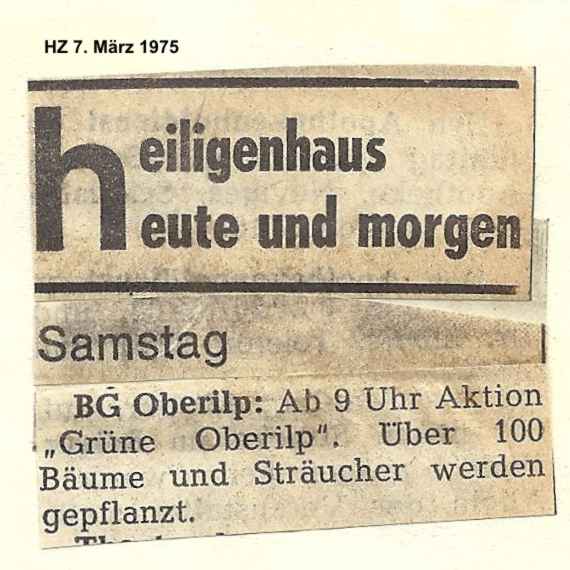 HZ 7. März 1975
heiligenhaus
heute und morgen
Samstag
BG Oberilp: Ab 9 Uhr Aktion
„Grüne Oberilp“. Über 100
Bäume und Sträucher werden
gepflanzt.